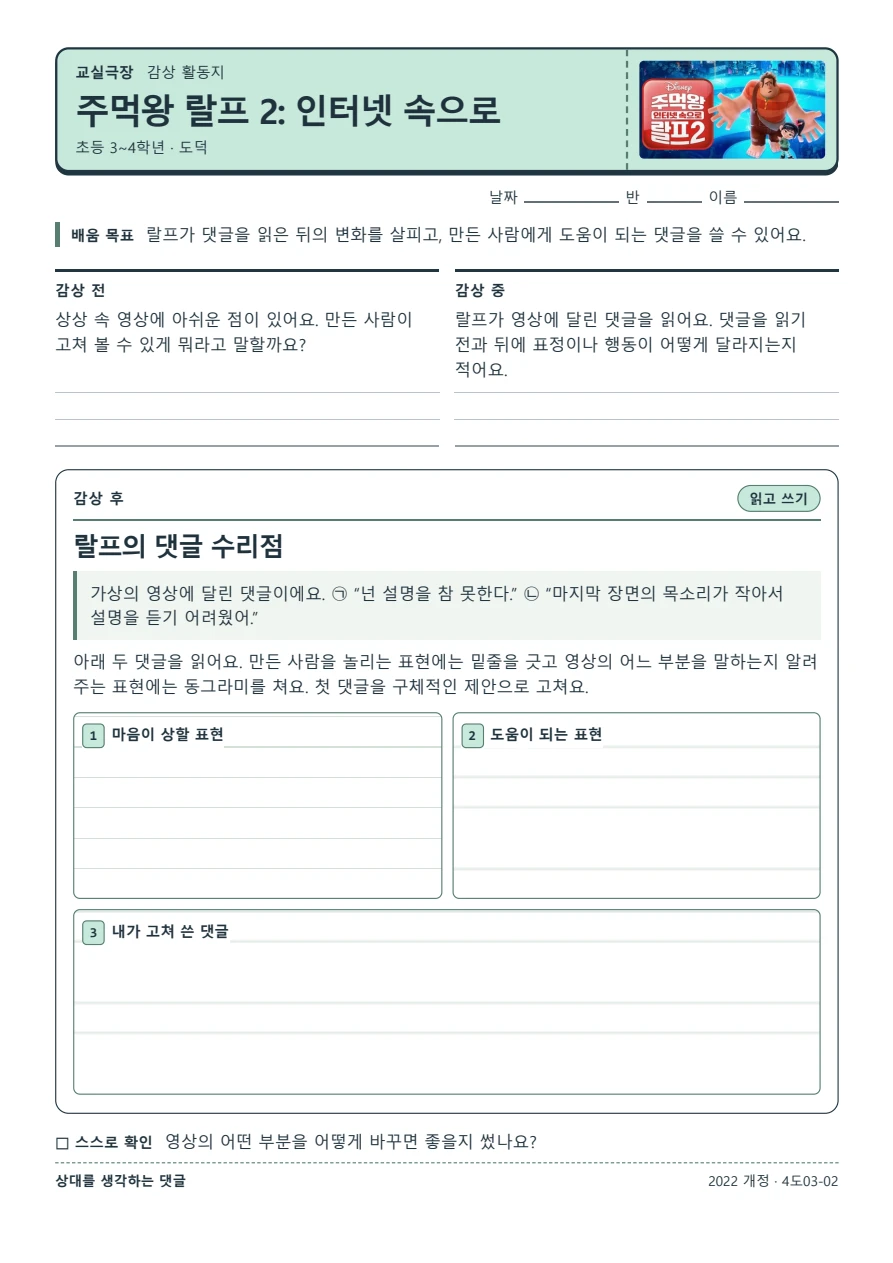 교실극장 감상 활동지
주먹왕 랄프 2: 인터넷 속으로
초등 3~4학년 · 도덕
Disney
주먹왕
인터넷 속으로
랄프2
날짜 반 이름
배움 목표 랄프가 댓글을 읽은 뒤의 변화를 살피고, 만든 사람에게 도움이 되는 댓글을 쓸 수 있어요.
감상 전
상상 속 영상에 아쉬운 점이 있어요. 만든 사람이
고쳐 볼 수 있게 뭐라고 말할까요?
감상 중
랄프가 영상에 달린 댓글을 읽어요. 댓글을 읽기
전과 뒤에 표정이나 행동이 어떻게 달라지는지
적어요.
감상 후
읽고 쓰기
랄프의 댓글 수리점
가상의 영상에 달린 댓글이에요. ㉠ “넌 설명을 참 못한다.” ㉡ “마지막 장면의 목소리가 작아서
설명을 듣기 어려웠어.”
아래 두 댓글을 읽어요. 만든 사람을 놀리는 표현에는 밑줄을 긋고 영상의 어느 부분을 말하는지 알려
주는 표현에는 동그라미를 쳐요. 첫 댓글을 구체적인 제안으로 고쳐요.
1 마음이 상할 표현
2 도움이 되는 표현
3 내가 고쳐 쓴 댓글
□ 스스로 확인 영상의 어떤 부분을 어떻게 바꾸면 좋을지 썼나요?
상대를 생각하는 댓글
2022 개정 · 4도03-02